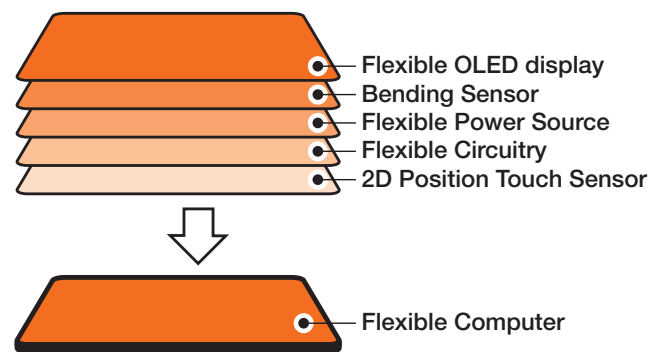 Flexible OLED display
Bending Sensor
Flexible Power Source
Flexible Circuitry
2D Position Touch Sensor
Flexible Computer